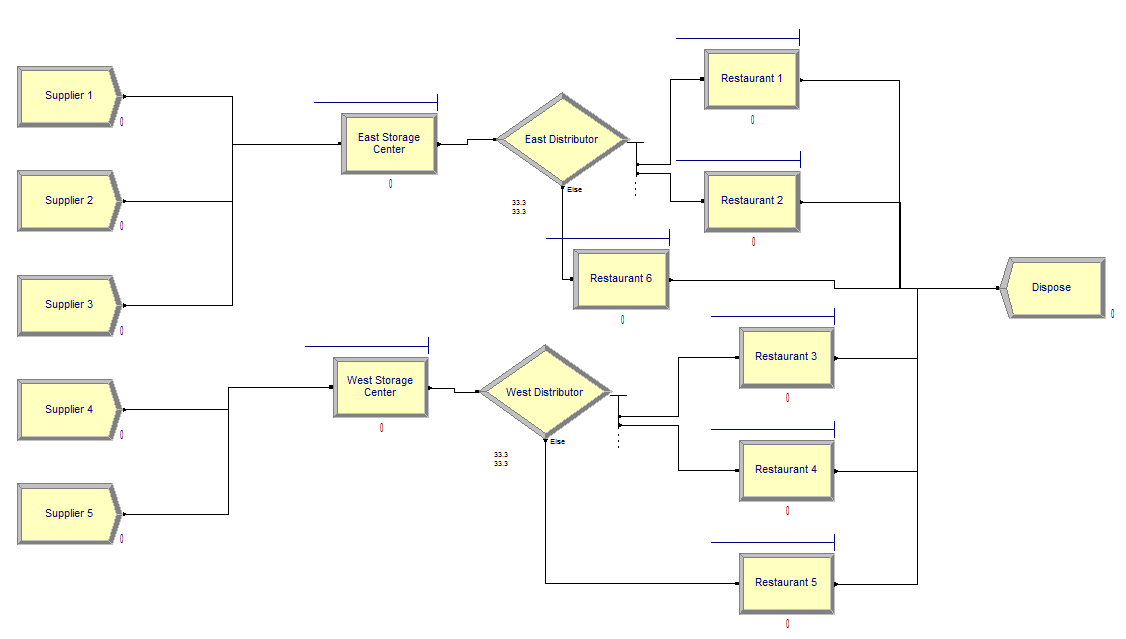 Supplier 1
0
Supplier 2
0
Supplier 3
0
Supplier 4
0
Supplier 5
0
East Storage
Center
0
West Storage
Center
0
East Distributor
Else
33.3
33.3
West Distributor
Else
33.3
33.3
Restaurant 1
0
Restaurant 2
0
Restaurant 6
0
Restaurant 3
0
Restaurant 4
0
Restaurant 5
0
Dispose
0